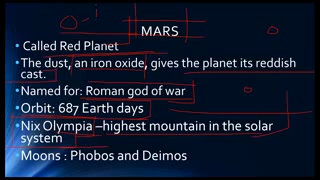 MARS
• Called Red Planet
• The dust, an iron oxide, gives the planet its reddish
cast.
• Named for: Roman god of war
• Orbit: 687 Earth days
• Nix Olympia –highest mountain in the solar
system
• Moons : Phobos and Deimos